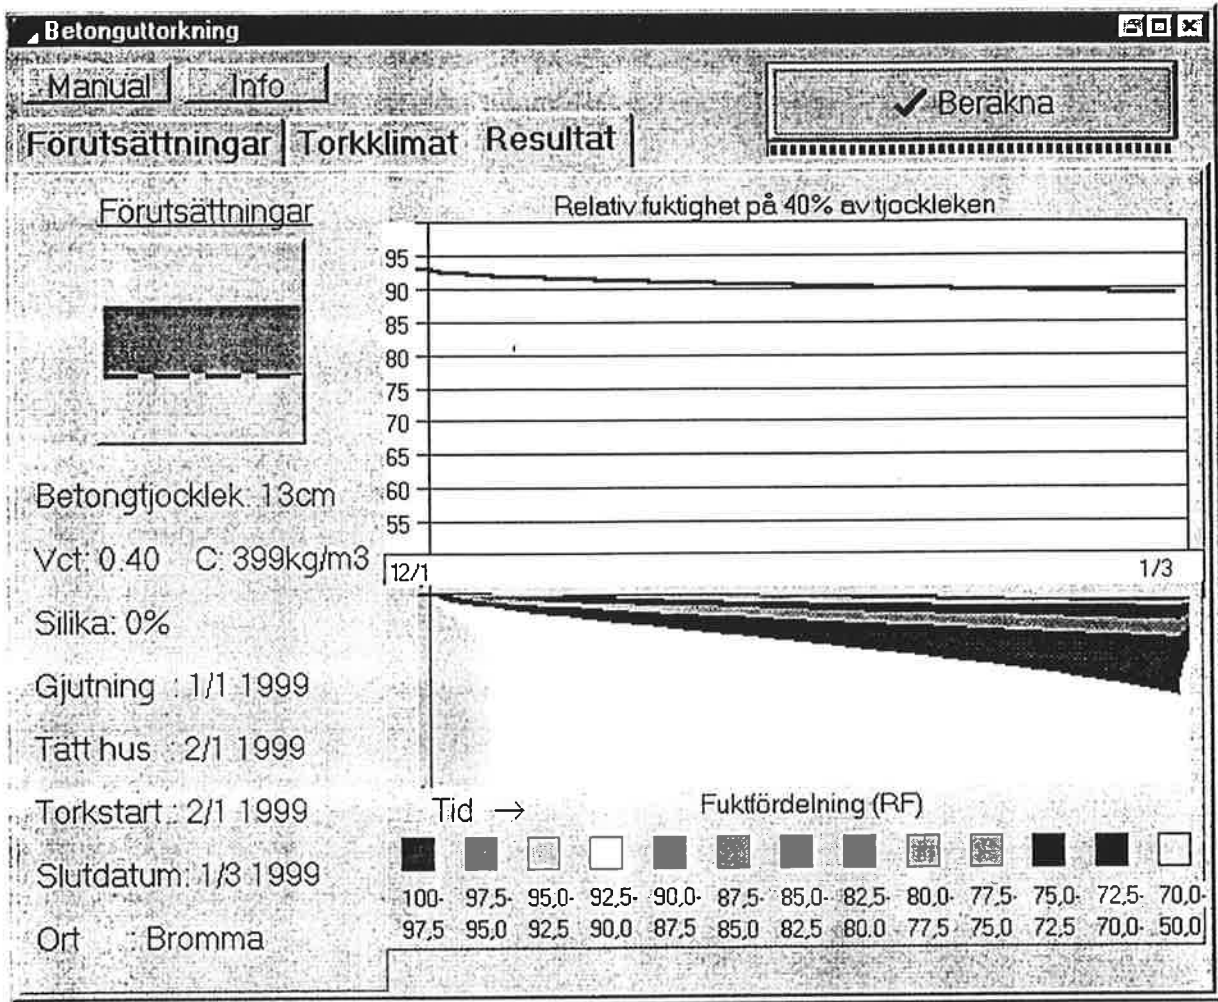 Betonguttorkning
Manual Info
✓ Beräkna
Förutsättningar Torkklimat Resultat
Förutsättningar
Relativ fuktighet på 40% av tjockleken
95
90
85
80
75
70
65
60
55
12/1 1/3
Betongtjocklek: 13cm
Vct: 0.40 C: 399kg/m3
Silika: 0%
Gjutning : 1/1 1999
Tätt hus : 2/1 1999
Torkstart : 2/1 1999
Slutdatum: 1/3 1999
Ort : Bromma
Tid → Fuktfördelning (RF)
100- 97,5- 95,0- 92,5- 90,0- 87,5- 85,0- 82,5- 80.0- 77,5- 75,0- 72,5- 70,0-
97,5 95,0 92,5 90,0 87,5 85,0 82,5 80.0 77,5 75,0 72,5 70,0- 50,0